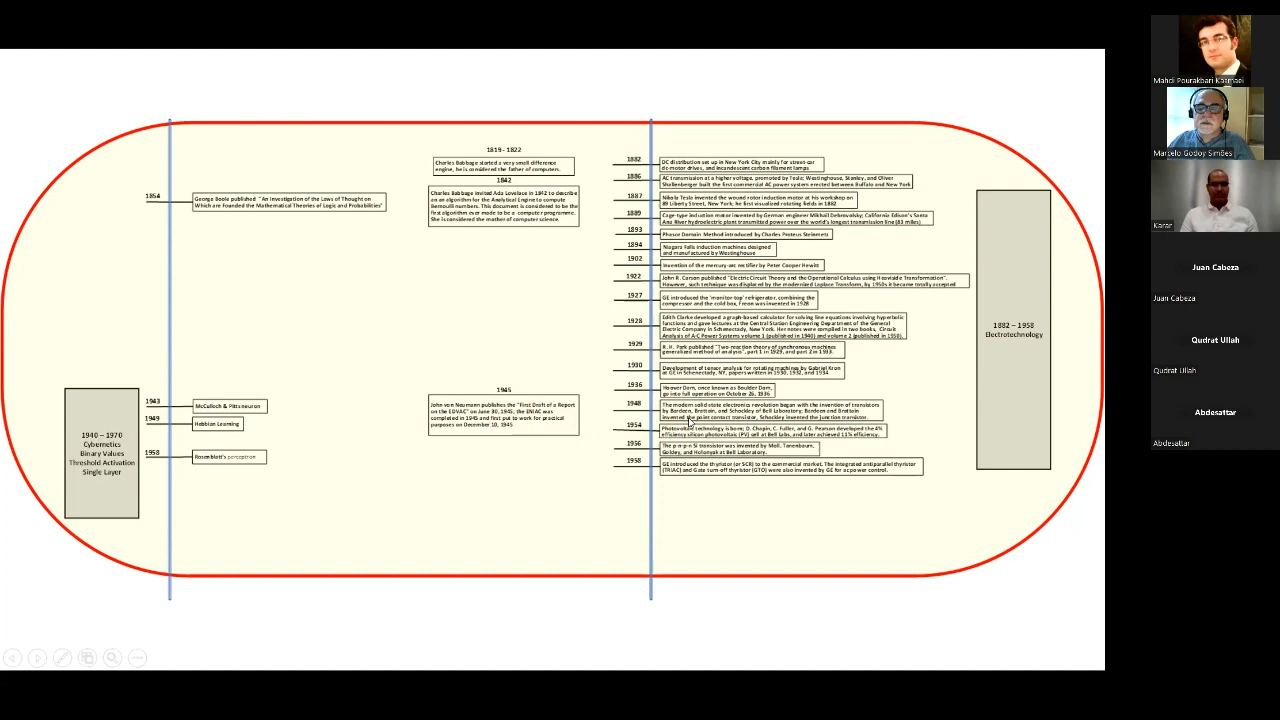 1854
George Boole published "An Investigation of the Laws of Thought on
Which are Founded the Mathematical Theories of Logic and Probabilities"
1943
McCulloch & Pitts neuron
1949
Hebbian Learning
1958
Rosenblatt's perceptron
1940 – 1970
Cybernetics
Binary Values
Threshold Activation
Single Layer
1819 - 1822
Charles Babbage started a very small difference
engine, he is considered the father of computers.
1842
Charles Babbage invited Ada Lovelace in 1842 to describe
an an algorithm for the Analytical Engine to compute
Bernoulli numbers. This document is considered to be the
first algorithm ever made to be a computer programme.
She is considered the mother of computer science.
1945
John von Neumann publishes the "First Draft of a Report
on the EDVAC" on June 30, 1945; the ENIAC was
completed in 1945 and first put to work for practical
purposes on December 10, 1945
1882
DC distribution set up in New York City mainly for street-car
dc-motor drives, and incandescent carbon filament lamps
1886
AC transmission at a higher voltage, promoted by Tesla; Westinghouse, Stanley, and Oliver
Shallenberger built the first commercial AC power system erected between Buffalo and New York
1887
Nikola Tesla invented the wound rotor induction motor at his workshop on
89 Liberty Street, New York; he first visualized rotating fields in 1882
1889
Cage-type induction motor invented by German engineer Mikhail Dobrovolsky; California Edison's Santa
Ana River hydroelectric plant transmitted power over the world's longest transmission line (83 miles)
1893
Phasor Domain Method introduced by Charles Proteus Steinmetz
1894
Niagara Falls induction machines designed
and manufactured by Westinghouse
1902
Invention of the mercury-arc rectifier by Peter Cooper Hewitt
1922
John R. Carson published "Electric Circuit Theory and the Operational Calculus using Heaviside Transformation".
However, such technique was displaced by the modernized Laplace Transform, by 1950s it became totally accepted
1927
GE introduced the 'monitor-top' refrigerator, combining the
compressor and the cold box, Freon was invented in 1928
1928
Edith Clarke developed a graph-based calculator for solving line equations involving hyperbolic
functions and gave lectures at the Central Station Engineering Department of the General
Electric Company in Schenectady, New York. Her notes were compiled in two books, Circuit
Analysis of A-C Power Systems volume 1 (published in 1940) and volume 2 (published in 1950).
1929
R. H. Park published "Two-reaction theory of synchronous machines
generalized method of analysis", part 1 in 1929, and part 2 in 1933.
1930
Development of tensor analysis for rotating machines by Gabriel Kron
at GE in Schenectady, NY, papers written in 1930, 1932, and 1934
1936
Hoover Dam, once known as Boulder Dam,
go into full operation on October 26, 1936
1948
The modern solid state electronics revolution began with the invention of transistors
by Bardeen, Brattain, and Schockley of Bell Laboratory; Bardeen and Brattain
invented the point contact transistor, Schockley invented the junction transistor.
1954
Photovoltaic technology is born; D. Chapin, C. Fuller, and G. Pearson developed the 4%
efficiency silicon photovoltaic (PV) cell at Bell Labs, and later achieved 11% efficiency.
1956
The p-n-p-n Si transistor was invented by Moll, Tanenbaum,
Goldey, and Holonyak at Bell Laboratory.
1958
GE introduced the thyristor (or SCR) to the commercial market. The integrated antiparallel thyristor
(TRIAC) and Gate turn-off thyristor (GTO) were also invented by GE for ac power control.
1882 – 1958
Electrotechnology
Mahdi Pourakbari Kasmaei
Marcelo Godoy Simões
Karar
Juan Cabeza
Juan Cabeza
Qudrat Ullah
Qudrat Ullah
Abdesattar
Abdesattar